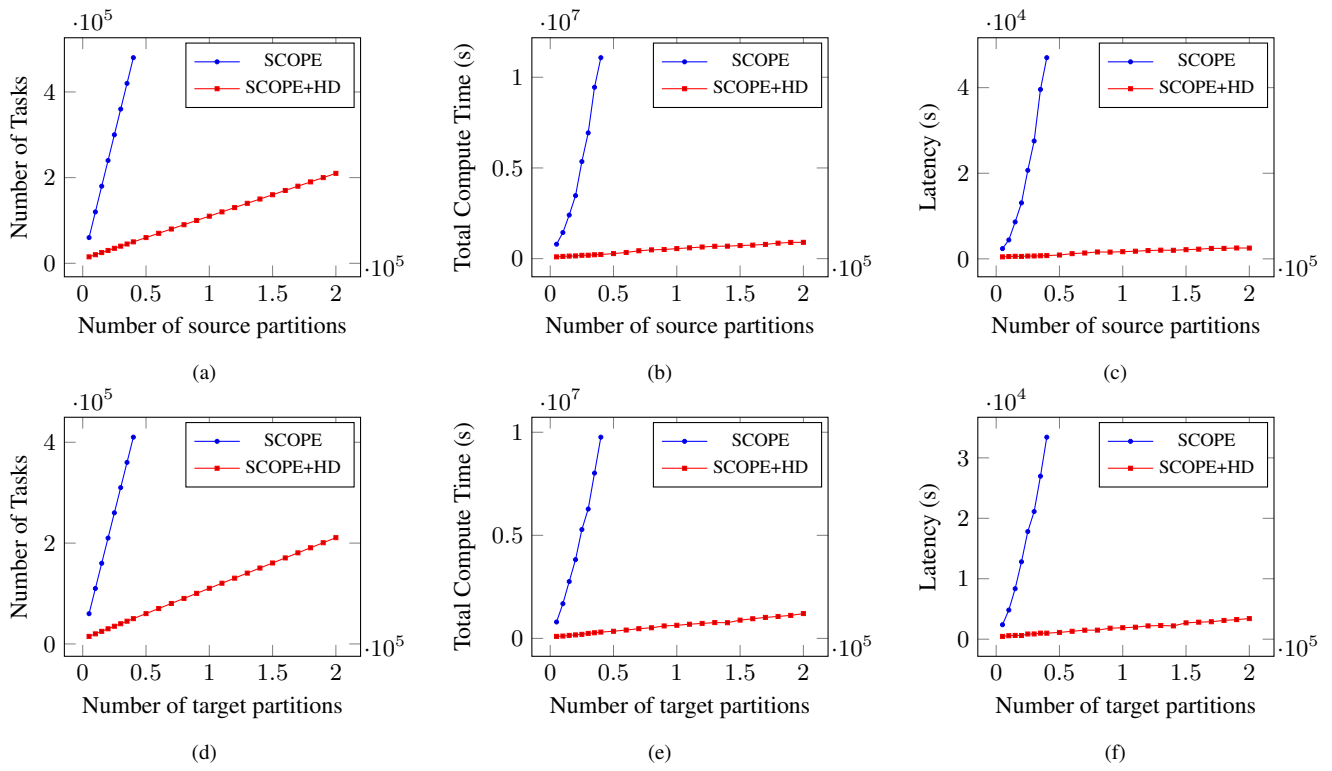 ·10^5
Number of Tasks
4
2
0
SCOPE
SCOPE+HD
0 0.5 1 1.5 2
·10^5
Number of source partitions
(a)
·10^7
Total Compute Time (s)
1
0.5
0
SCOPE
SCOPE+HD
0 0.5 1 1.5 2
·10^5
Number of source partitions
(b)
·10^4
Latency (s)
4
2
0
SCOPE
SCOPE+HD
0 0.5 1 1.5 2
·10^5
Number of source partitions
(c)
·10^5
Number of Tasks
4
2
0
SCOPE
SCOPE+HD
0 0.5 1 1.5 2
·10^5
Number of target partitions
(d)
·10^7
Total Compute Time (s)
1
0.5
0
SCOPE
SCOPE+HD
0 0.5 1 1.5 2
·10^5
Number of target partitions
(e)
·10^4
Latency (s)
3
2
1
0
SCOPE
SCOPE+HD
0 0.5 1 1.5 2
·10^5
Number of target partitions
(f)